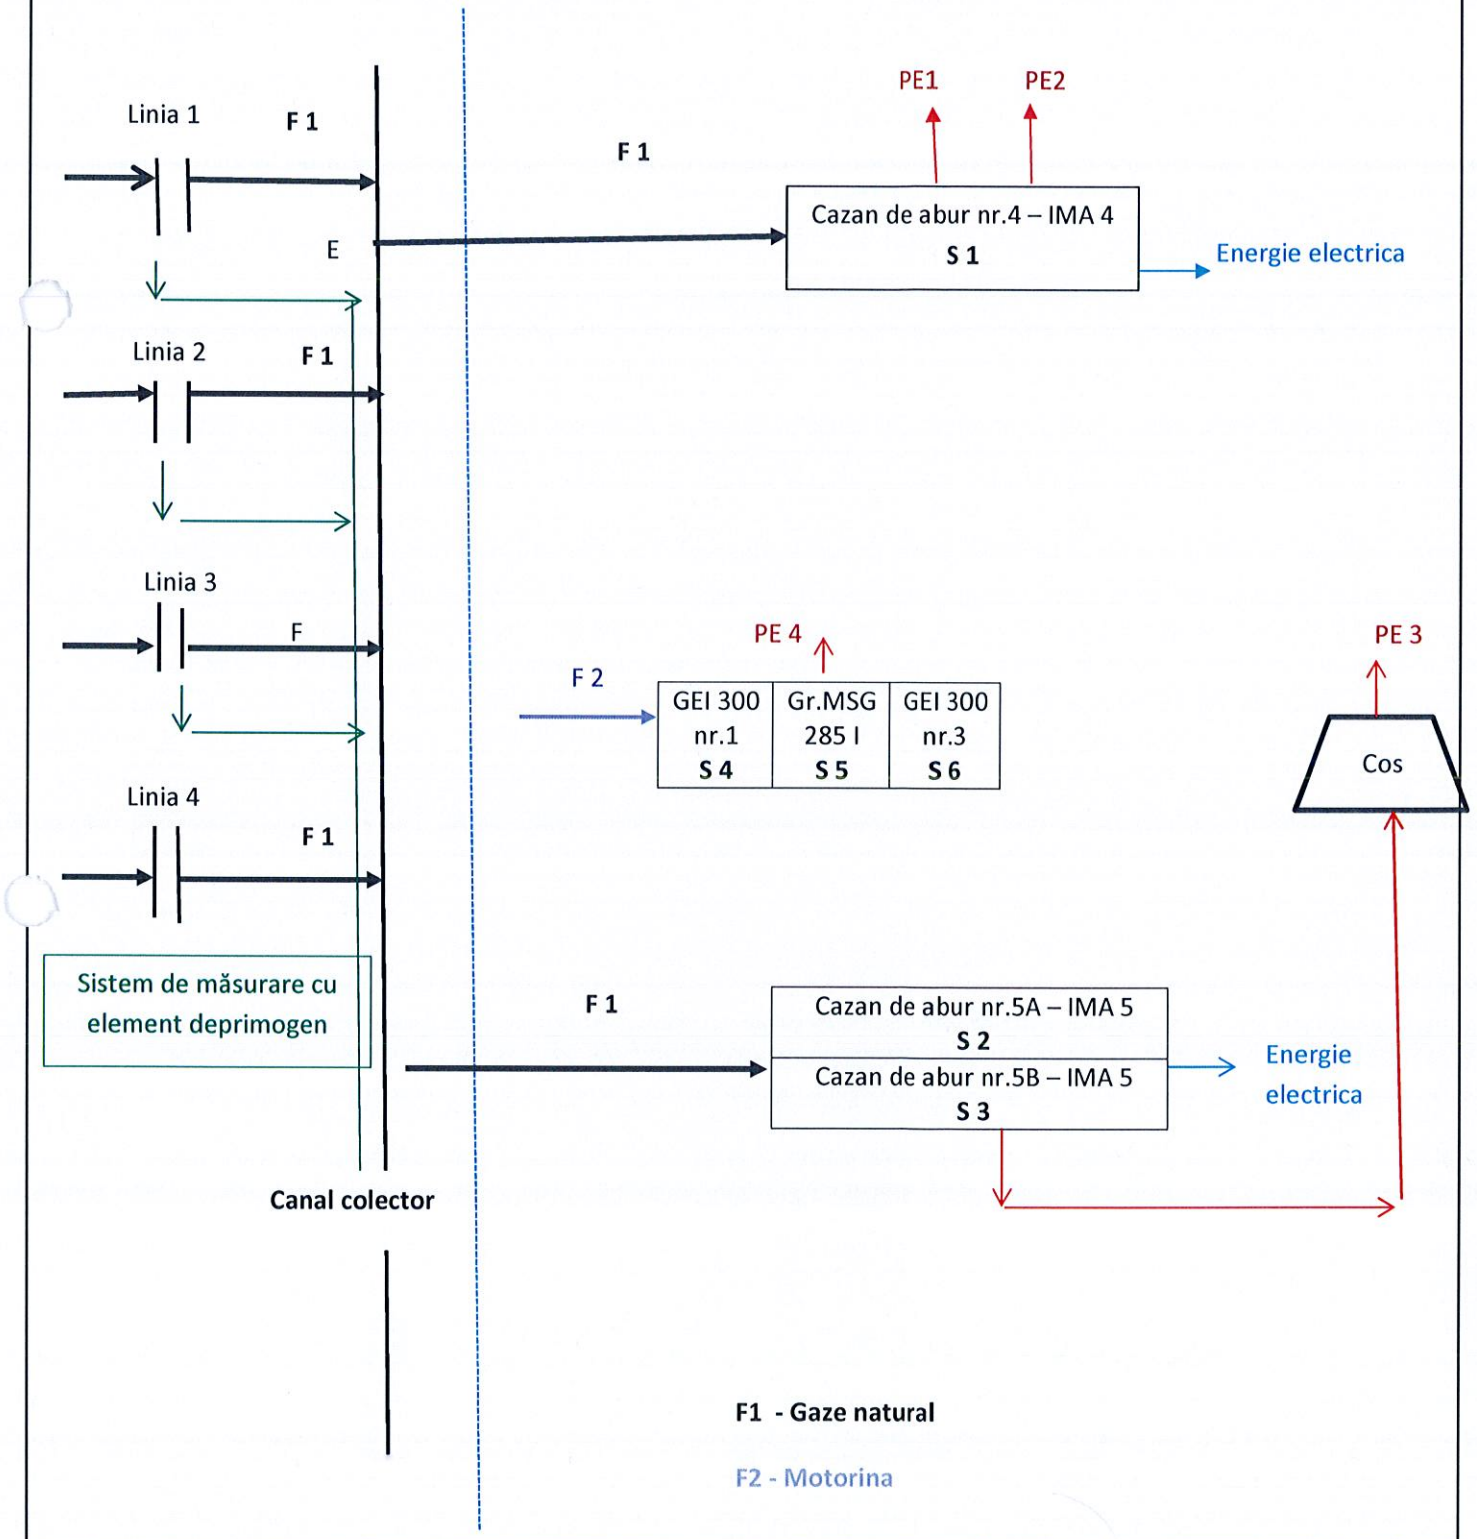 PE1
PE2
Linia 1
F 1
F 1
Cazan de abur nr.4 – IMA 4
S 1
E
Energie electrica
Linia 2
F 1
Linia 3
F
PE 4
PE 3
F 2
GEI 300
nr.1
S 4
Gr.MSG
285 I
S 5
GEI 300
nr.3
S 6
Cos
Linia 4
F 1
Sistem de măsurare cu
element deprimogen
F 1
Cazan de abur nr.5A – IMA 5
S 2
Cazan de abur nr.5B – IMA 5
S 3
Energie
electrica
Canal colector
F1 - Gaze natural
F2 - Motorina